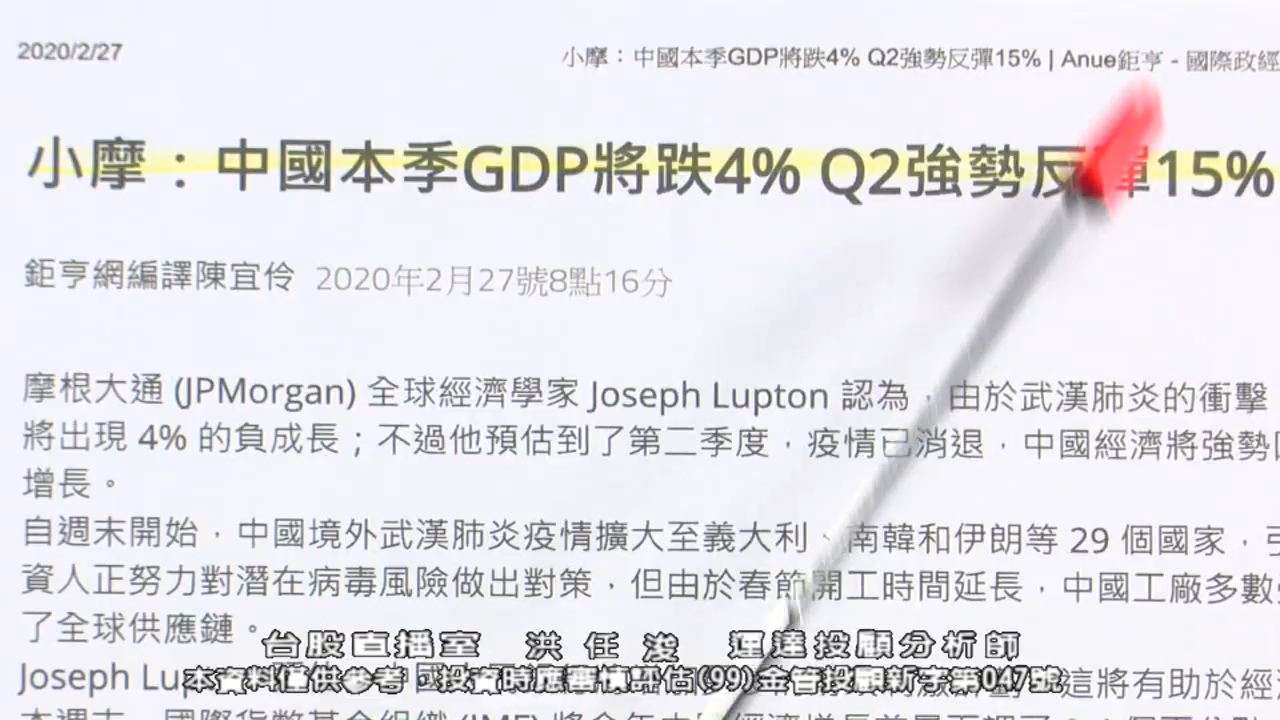 2020/2/27
小摩：中國本季GDP將跌4% Q2強勢反彈15% | Anue鉅亨 - 國際政經
小摩：中國本季GDP將跌4% Q2強勢反彈15%
鉅亨網編譯陳宜伶 2020年2月27號8點16分
摩根大通 (JPMorgan) 全球經濟學家 Joseph Lupton 認為，由於武漢肺炎的衝擊
將出現 4% 的負成長；不過他預估到了第二季度，疫情已消退，中國經濟將強勢
增長。
自週末開始，中國境外武漢肺炎疫情擴大至義大利、南韓和伊朗等 29 個國家，
資人正努力對潛在病毒風險做出對策，但由於春節開工時間延長，中國工廠多數
了全球供應鏈。
台股直播室 洪任浚 運達投顧分析師
Joseph 這將有助於經
本資料僅供參考，投資時應審慎評估(99)金管投顧新字第047號